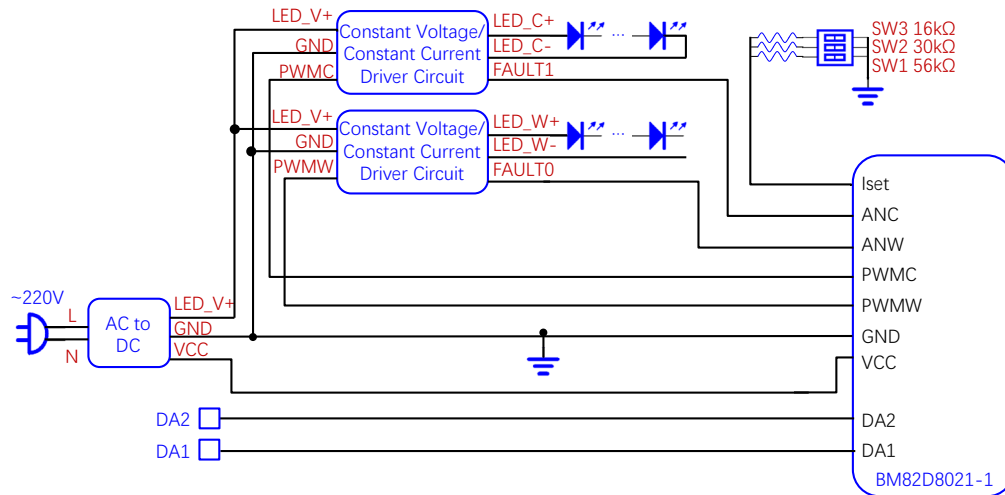 LED_V+
GND
PWMC
Constant Voltage/
Constant Current
Driver Circuit
LED_C+
LED_C-
FAULT1
...
SW3 16kΩ
SW2 30kΩ
SW1 56kΩ
LED_V+
GND
PWMW
Constant Voltage/
Constant Current
Driver Circuit
LED_W+
LED_W-
FAULT0
...
Iset
ANC
ANW
PWMC
PWMW
GND
VCC
DA2
DA1
BM82D8021-1
~220V
L
N
AC to
DC
LED_V+
GND
VCC
DA2
DA1